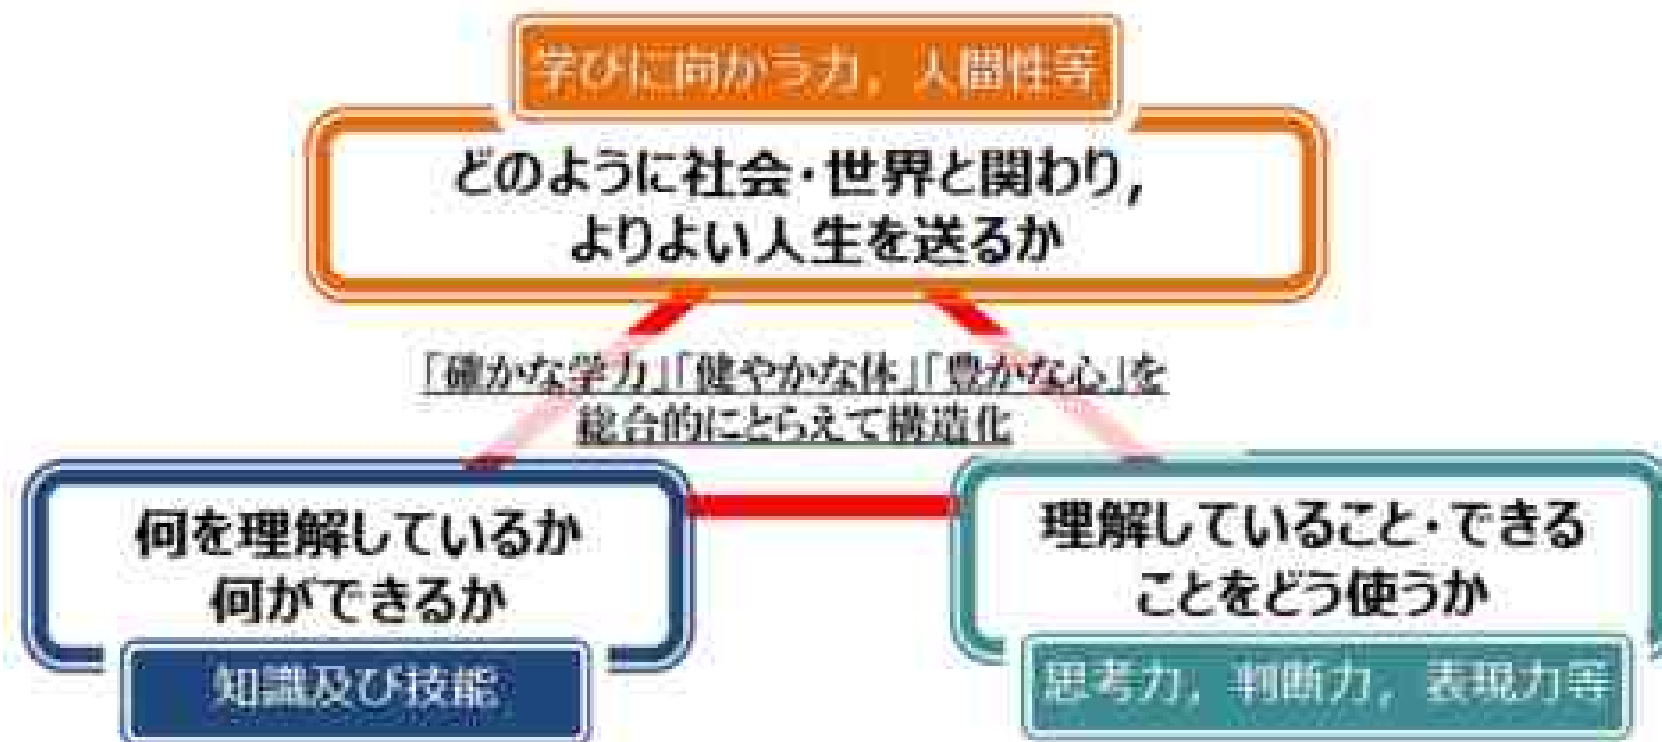 学びに向かう力，人間性等
どのように社会・世界と関わり，
よりよい人生を送るか
「確かな学力」「健やかな体」「豊かな心」を
総合的にとらえて構造化
何を理解しているか
何ができるか
知識及び技能
理解していること・できる
ことをどう使うか
思考力，判断力，表現力等